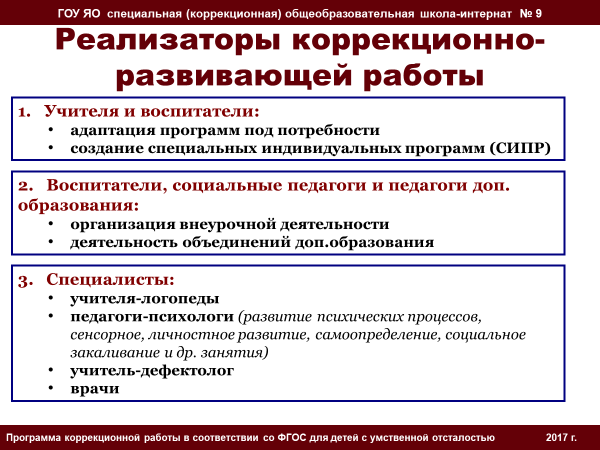 ГОУ ЯО специальная (коррекционная) общеобразовательная школа-интернат № 9
Реализаторы коррекционно-
развивающей работы
1. Учителя и воспитатели:
• адаптация программ под потребности
• создание специальных индивидуальных программ (СИПР)
2. Воспитатели, социальные педагоги и педагоги доп.
образования:
• организация внеурочной деятельности
• деятельность объединений доп.образования
3. Специалисты:
• учителя-логопеды
• педагоги-психологи (развитие психических процессов,
сенсорное, личностное развитие, самоопределение, социальное
закаливание и др. занятия)
• учитель-дефектолог
• врачи
Программа коррекционной работы в соответствии со ФГОС для детей с умственной отсталостью 2017 г.